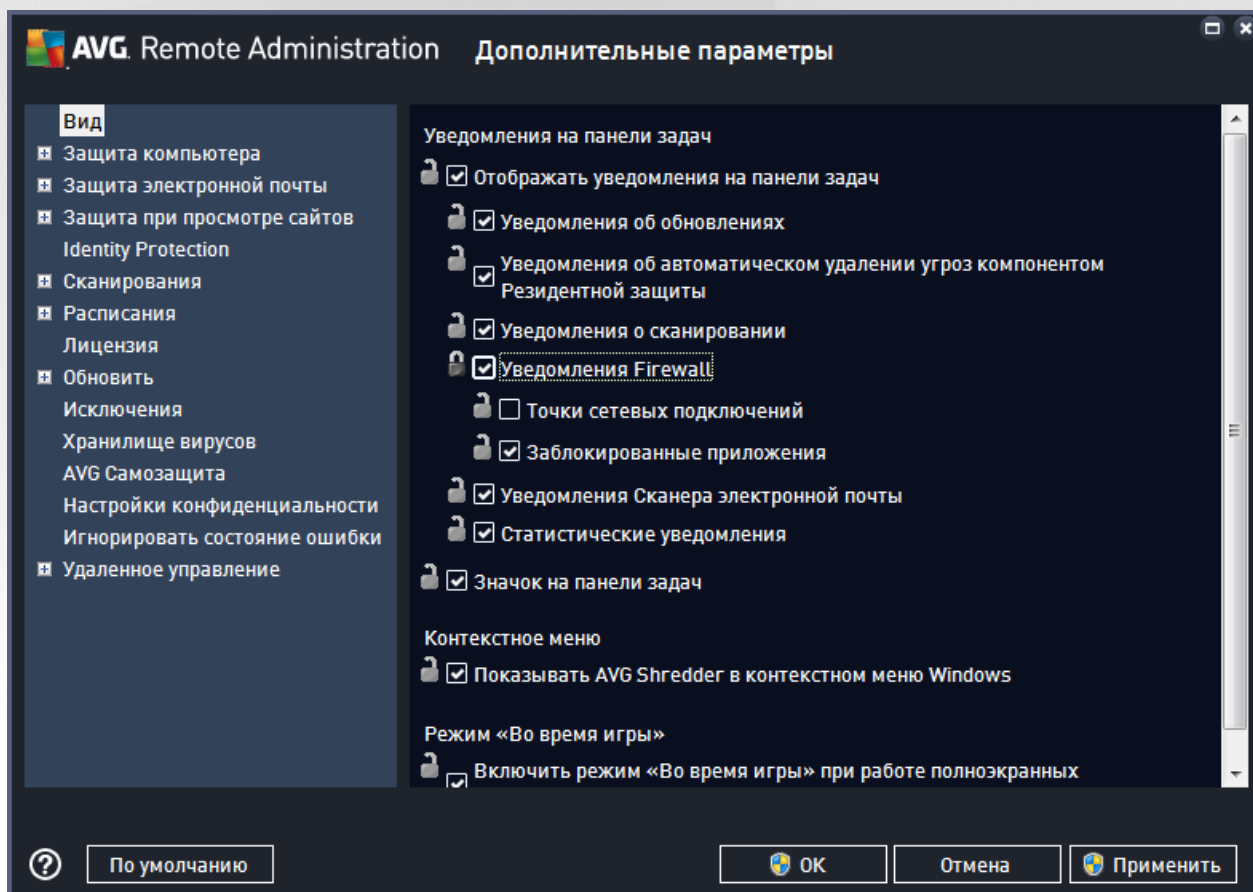 AVG. Remote Administration Дополнительные параметры
Вид
Защита компьютера
Защита электронной почты
Защита при просмотре сайтов
Identity Protection
Сканирования
Расписания
Лицензия
Обновить
Исключения
Хранилище вирусов
AVG Самозащита
Настройки конфиденциальности
Игнорировать состояние ошибки
Удаленное управление
Уведомления на панели задач
Отображать уведомления на панели задач
Уведомления об обновлениях
Уведомления об автоматическом удалении угроз компонентом
Резидентной защиты
Уведомления о сканировании
Уведомления Firewall
Точки сетевых подключений
Заблокированные приложения
Уведомления Сканера электронной почты
Статистические уведомления
Значок на панели задач
Контекстное меню
Показывать AVG Shredder в контекстном меню Windows
Режим «Во время игры»
Включить режим «Во время игры» при работе полноэкранных
По умолчанию
ОК
Отмена
Применить